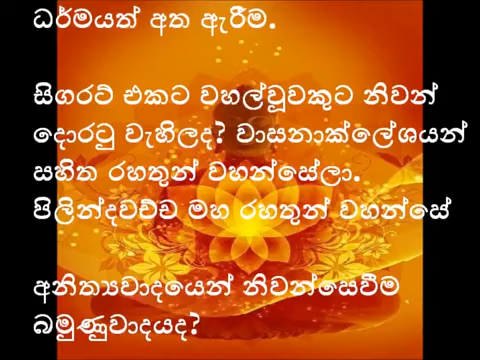 ධර්මයත් අත ඇරීම.
සිගරට් එකට වහල්වූවකුට නිවන්
දොරටු වැහිලද? වාසනාක්ලේශයන්
සහිත රහතුන් වහන්සේලා.
පිලින්දවච්ච මහ රහතුන් වහන්සේ
අනිත්‍යවාදයෙන් නිවන්සෙවීම
බමුණුවාදයද?